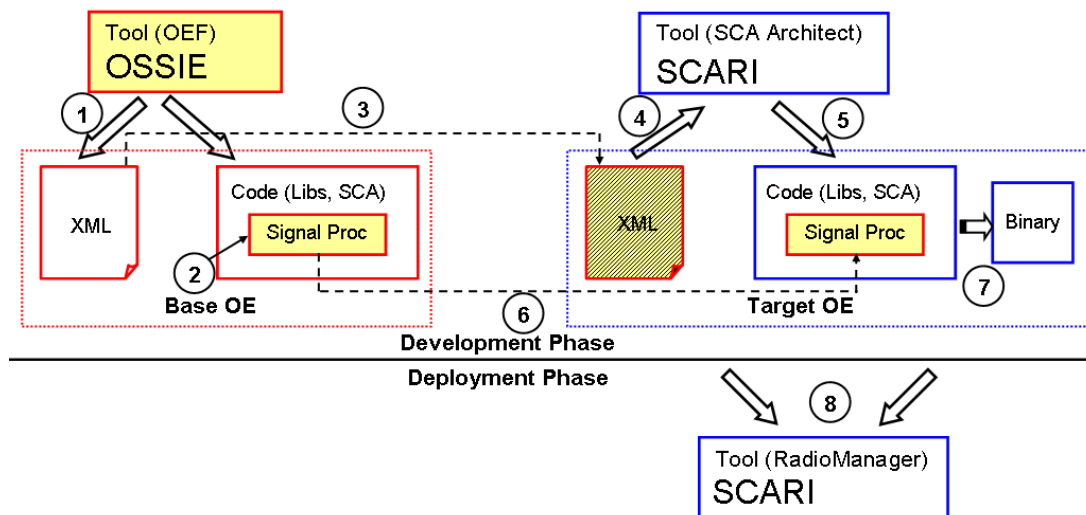 Tool (OEF)
OSSIE
Tool (SCA Architect)
SCARI
1
3
4
5
XML
Code (Libs, SCA)
Signal Proc
2
Base OE
XML
Code (Libs, SCA)
Signal Proc
Binary
7
Target OE
6
Development Phase
Deployment Phase
8
Tool (RadioManager)
SCARI